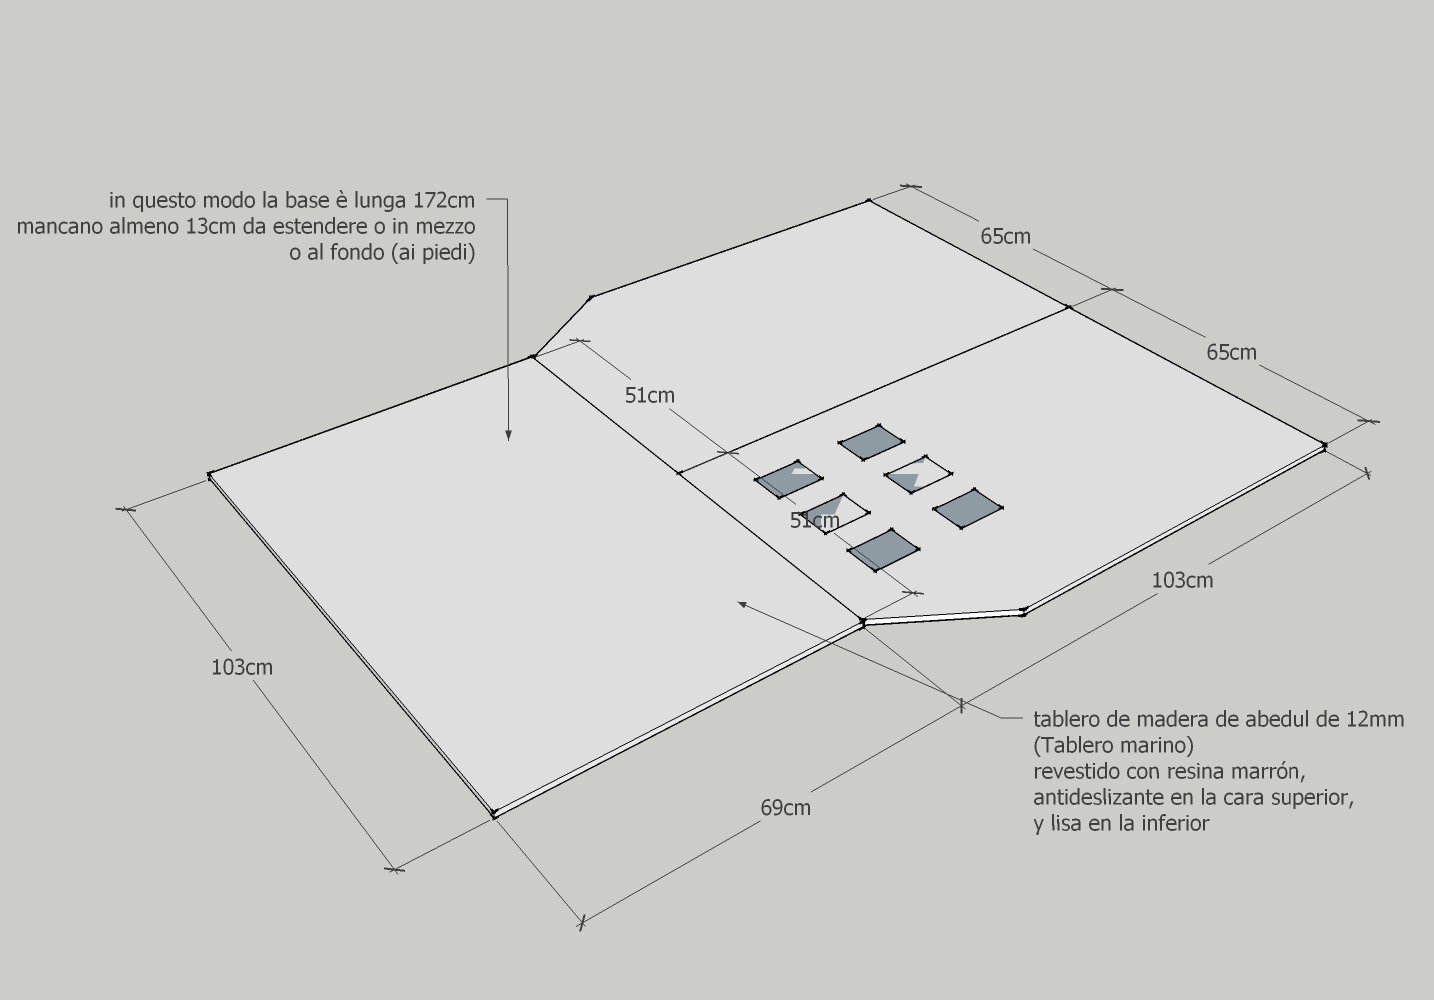 in questo modo la base è lunga 172cm
mancano almeno 13cm da estendere o in mezzo
o al fondo (ai piedi)
65cm
65cm
51cm
51cm
103cm
103cm
69cm
tablero de madera de abedul de 12mm
(Tablero marino)
revestido con resina marrón,
antideslizante en la cara superior,
y lisa en la inferior